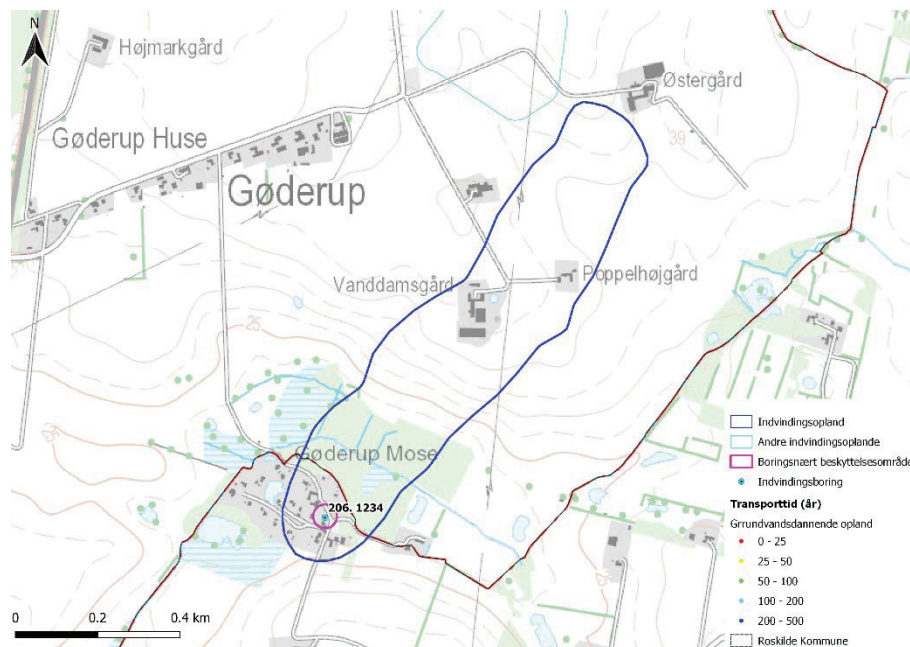 N
Højmarkgård
Østergård
39
Gøderup Huse
Gøderup
Vanddamsgård
Poppelhøjgård
25
Gøderup Mose
206. 1234
0
0.2
0.4 km
Indvindingsopland
Andre indvindingsoplande
Boringsnært beskyttelsesområde
Indvindingsboring
Transporttid (år)
Grrundvandsdannende opland
0 - 25
25 - 50
50 - 100
100 - 200
200 - 500
Roskilde Kommune